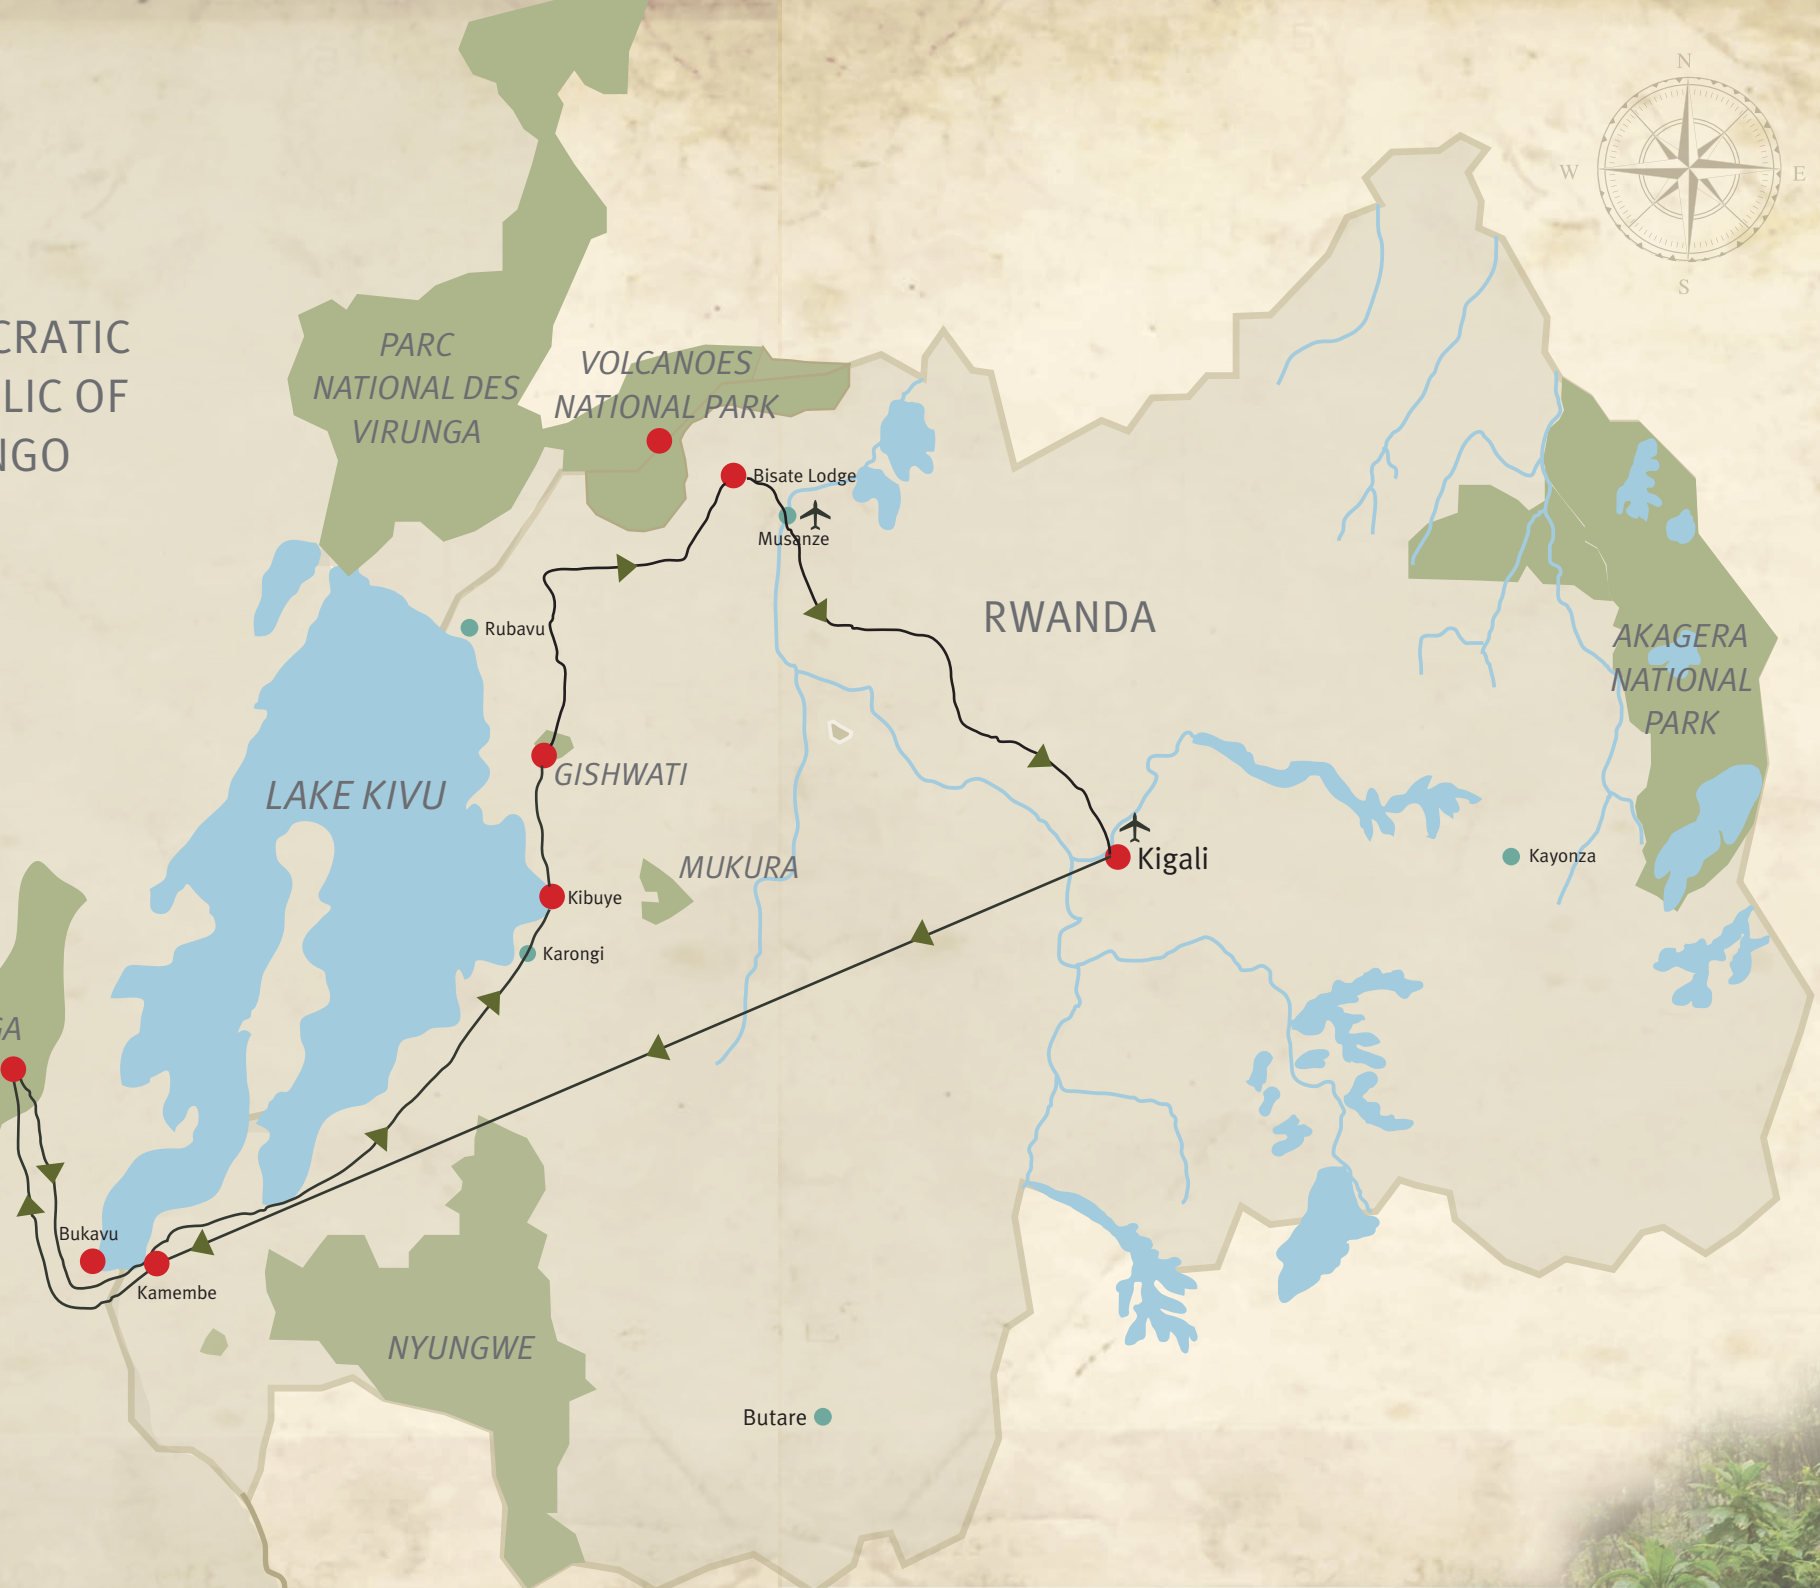 N
W
E
S
CRATIC
LIC OF
NGO
PARC
NATIONAL DES
VIRUNGA
VOLCANOES
NATIONAL PARK
Bisate Lodge
Musanze
Rubavu
RWANDA
AKAGERA
NATIONAL
PARK
GISHWATI
LAKE KIVU
MUKURA
Kigali
Kayonza
Kibuye
Karongi
GA
Bukavu
Kamembe
NYUNGWE
Butare